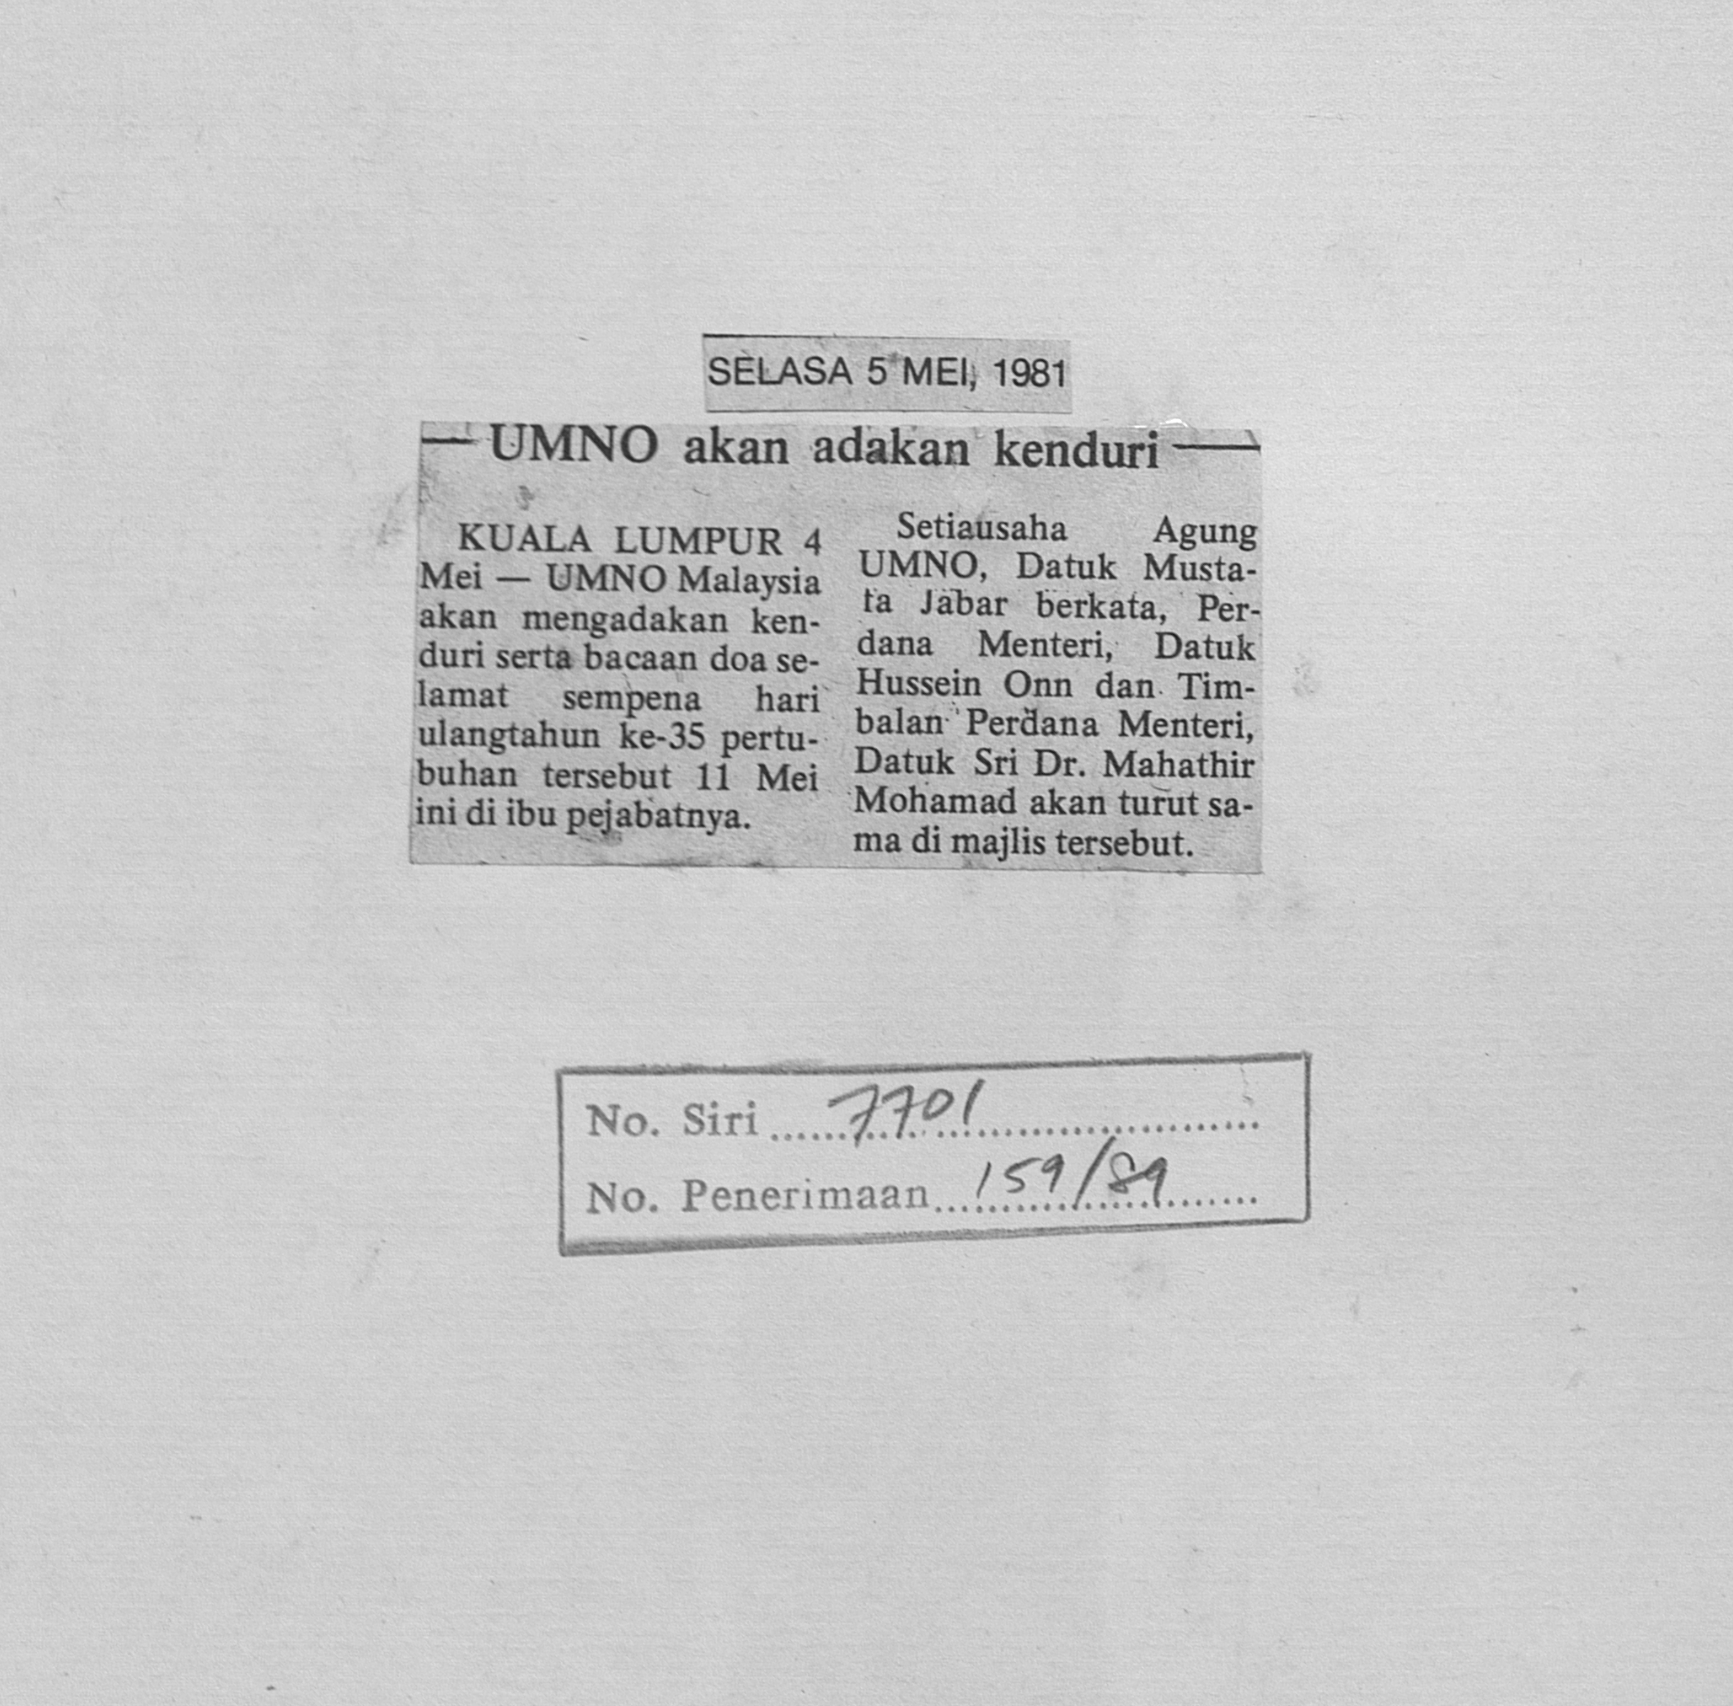 SELASA 5 MEI, 1981
— UMNO akan adakan kenduri —
KUALA LUMPUR 4
Mei — UMNO Malaysia
akan mengadakan ken-
duri serta bacaan doa se-
lamat sempena hari
ulangtahun ke-35 pertu-
buhan tersebut 11 Mei
ini di ibu pejabatnya.
Setiausaha Agung
UMNO, Datuk Musta-
fa Jabar berkata, Per-
dana Menteri, Datuk
Hussein Onn dan Tim-
balan Perdana Menteri,
Datuk Sri Dr. Mahathir
Mohamad akan turut sa-
ma di majlis tersebut.
No. Siri 7701
No. Penerimaan 159/89